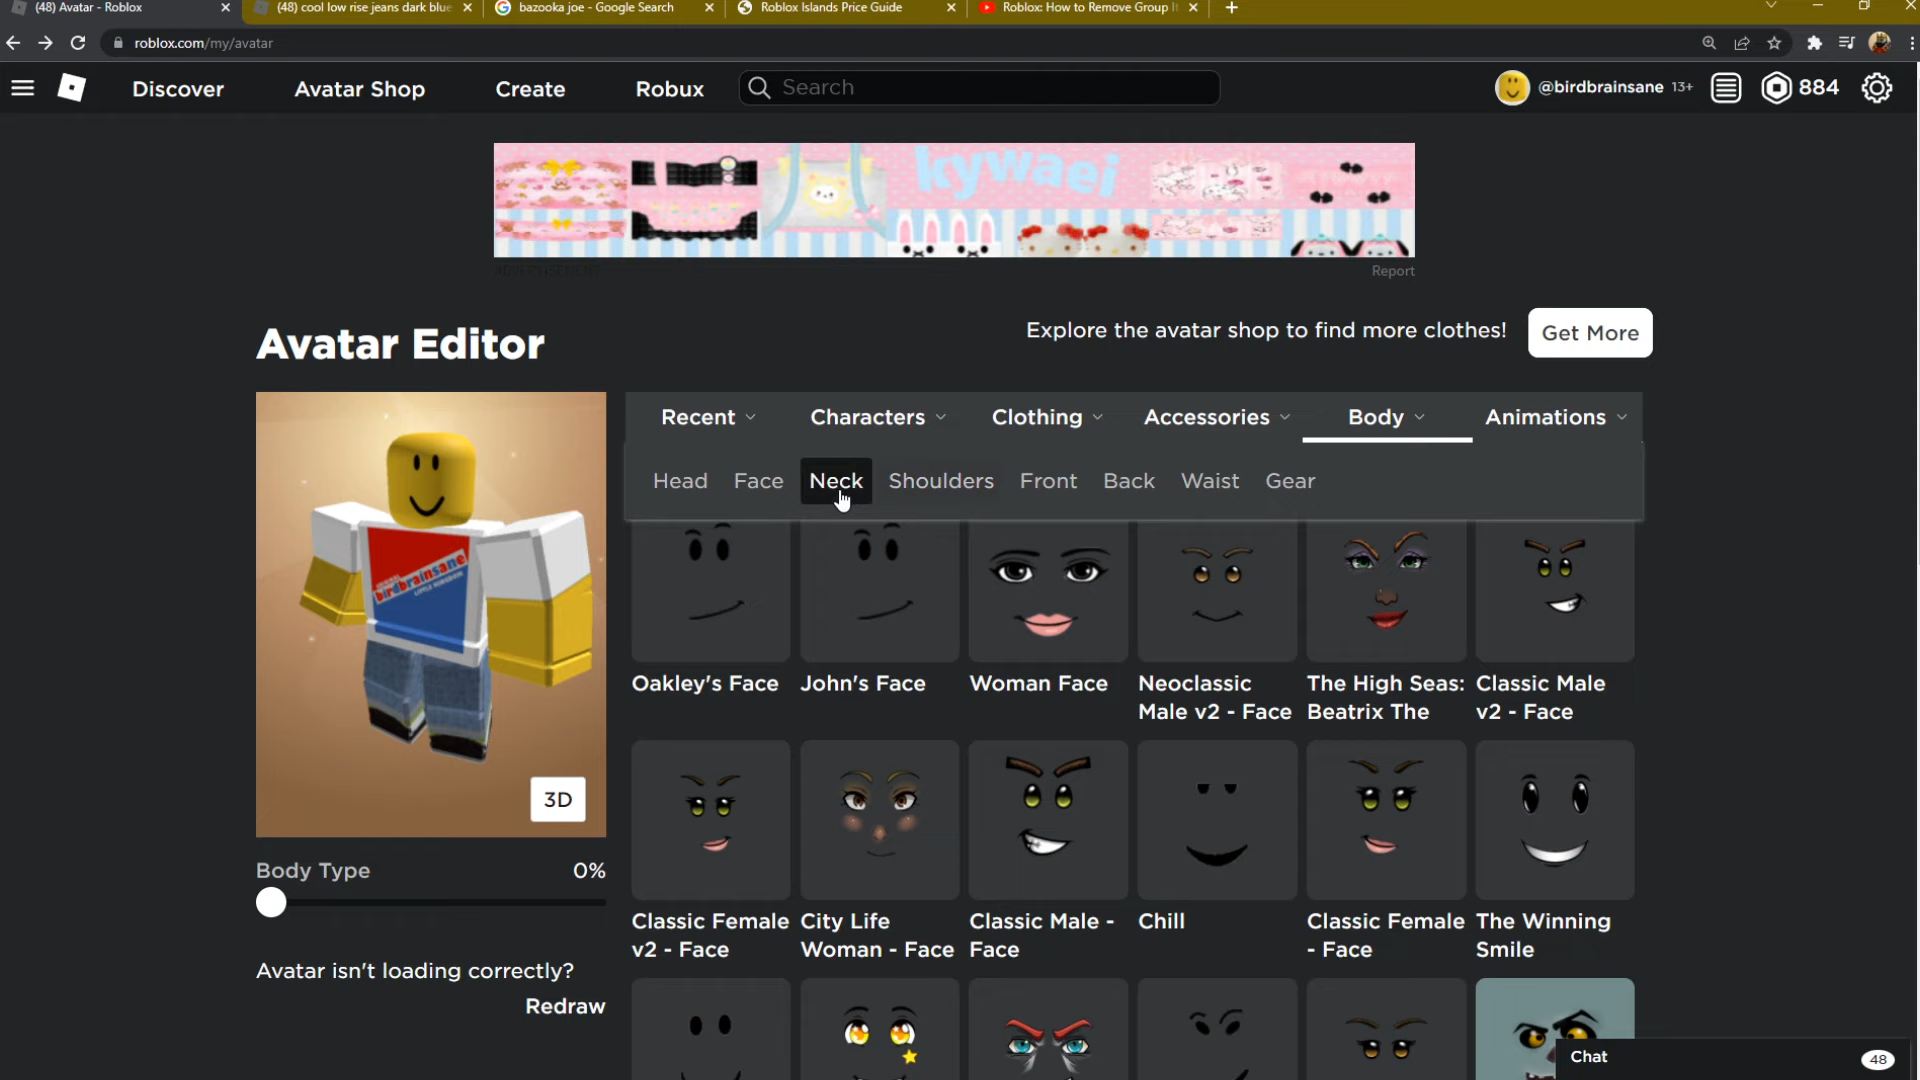 (48) Avatar - Roblox
(48) cool low rise jeans dark blue
bazooka joe - Google Search
Roblox Islands Price Guide
Roblox: How to Remove Group It
roblox.com/my/avatar
Discover
Avatar Shop
Create
Robux
Search
@birdbrainsane 13+
884
kywaei
ADVERTISEMENT
Report
Avatar Editor
Explore the avatar shop to find more clothes!
Get More
Recent
Characters
Clothing
Accessories
Body
Animations
Head
Face
Neck
Shoulders
Front
Back
Waist
Gear
birdbrainsane
3D
Oakley's Face
John's Face
Woman Face
Neoclassic
Male v2 - Face
The High Seas:
Beatrix The
Classic Male
v2 - Face
Classic Female
v2 - Face
City Life
Woman - Face
Classic Male -
Face
Chill
Classic Female
- Face
The Winning
Smile
Body Type
0%
Avatar isn't loading correctly?
Redraw
Chat
48